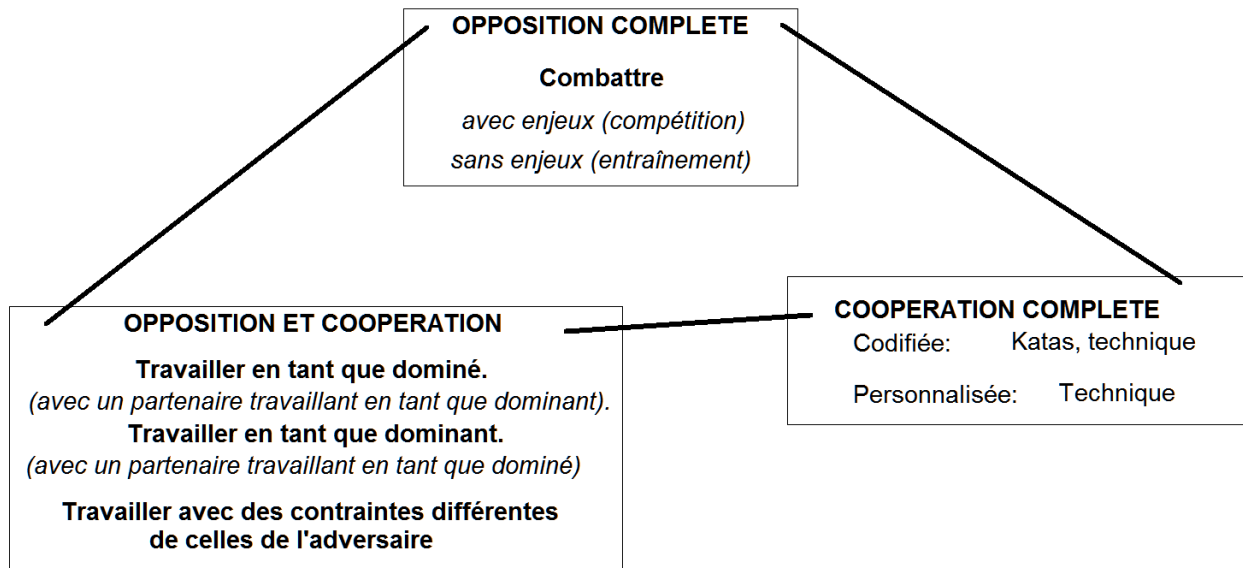 OPPOSITION COMPLETE
Combattre
avec enjeux (compétition)
sans enjeux (entraînement)
OPPOSITION ET COOPERATION
Travailler en tant que dominé.
(avec un partenaire travaillant en tant que dominant).
Travailler en tant que dominant.
(avec un partenaire travaillant en tant que dominé)
Travailler avec des contraintes différentes
de celles de l'adversaire
COOPERATION COMPLETE
Codifiée: Katas, technique
Personnalisée: Technique